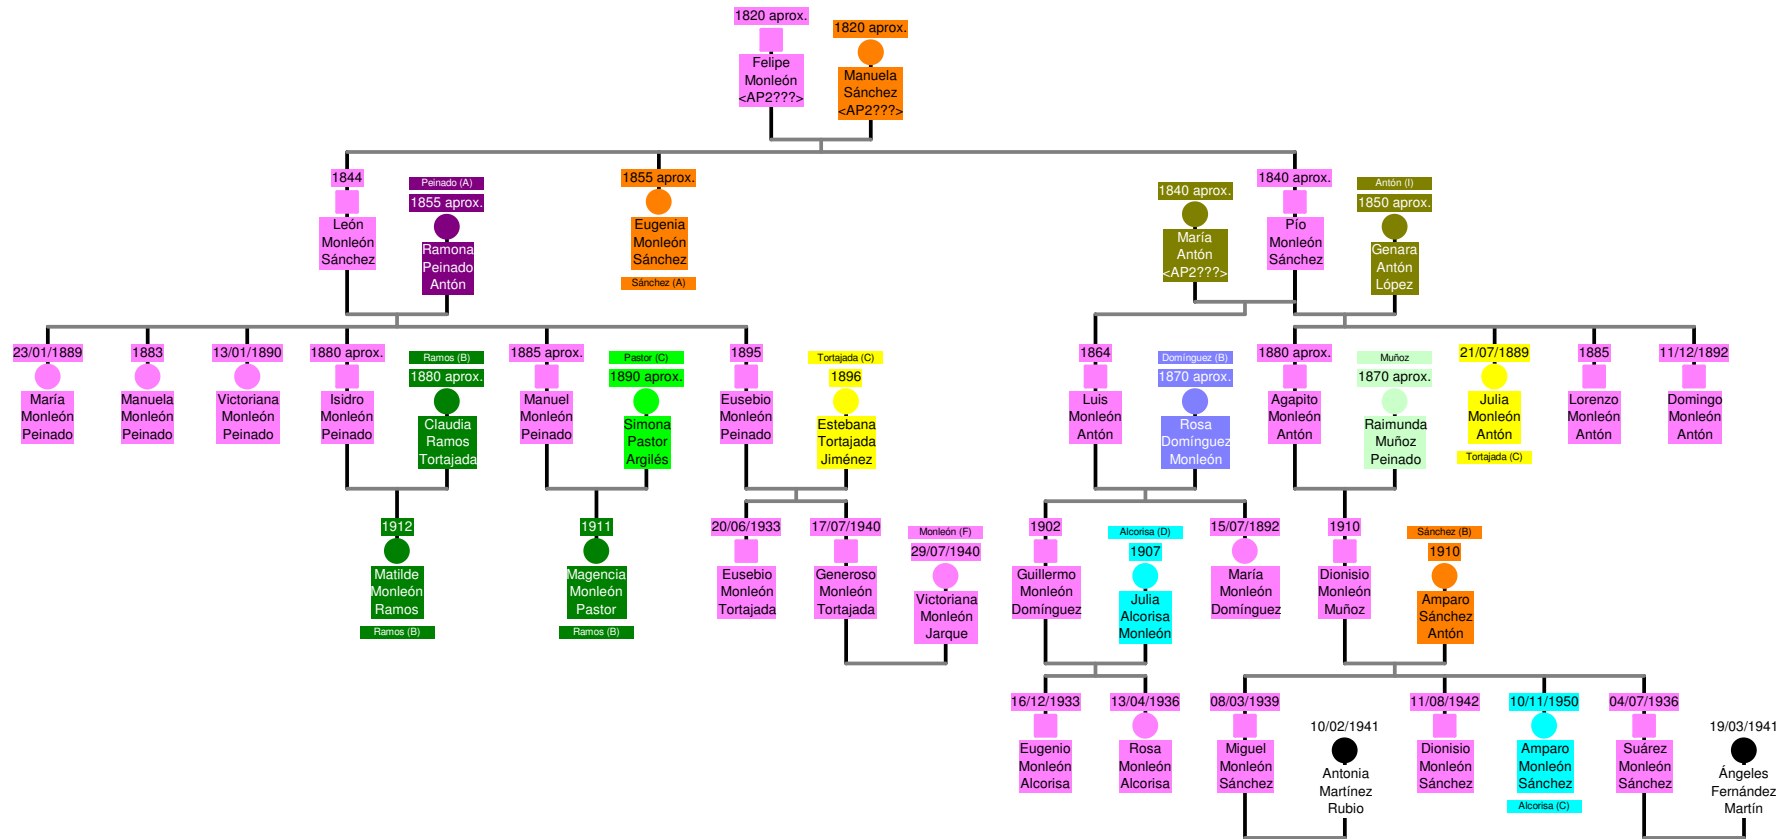 1820 aprox.
Felipe
Monleón
<AP2???>
1820 aprox.
Manuela
Sánchez
<AP2???>
1844
León
Monleón
Sánchez
Peinado (A)
1855 aprox.
Ramona
Peinado
Antón
1855 aprox.
Eugenia
Monleón
Sánchez
Sánchez (A)
1840 aprox.
María
Antón
<AP2???>
1840 aprox.
Pío
Monleón
Sánchez
Antón (I)
1850 aprox.
Genara
Antón
López
23/01/1889
María
Monleón
Peinado
1883
Manuela
Monleón
Peinado
13/01/1890
Victoriana
Monleón
Peinado
1880 aprox.
Isidro
Monleón
Peinado
Ramos (B)
1880 aprox.
Claudia
Ramos
Tortajada
1885 aprox.
Manuel
Monleón
Peinado
Pastor (C)
1890 aprox.
Simona
Pastor
Argilés
1895
Eusebio
Monleón
Peinado
Tortajada (C)
1896
Estebana
Tortajada
Jiménez
1864
Luis
Monleón
Antón
Domínguez (B)
1870 aprox.
Rosa
Domínguez
Monleón
1880 aprox.
Agapito
Monleón
Antón
Muñoz
1870 aprox.
Raimunda
Muñoz
Peinado
21/07/1889
Julia
Monleón
Antón
Tortajada (C)
1885
Lorenzo
Monleón
Antón
11/12/1892
Domingo
Monleón
Antón
1912
Matilde
Monleón
Ramos
Ramos (B)
1911
Magencia
Monleón
Pastor
Ramos (B)
20/06/1933
Eusebio
Monleón
Tortajada
17/07/1940
Generoso
Monleón
Tortajada
Monleón (F)
29/07/1940
Victoriana
Monleón
Jarque
1902
Guillermo
Monleón
Domínguez
Alcorisa (D)
1907
Julia
Alcorisa
Monleón
15/07/1892
María
Monleón
Domínguez
1910
Dionisio
Monleón
Muñoz
Sánchez (B)
1910
Amparo
Sánchez
Antón
16/12/1933
Eugenio
Monleón
Alcorisa
13/04/1936
Rosa
Monleón
Alcorisa
08/03/1939
Miguel
Monleón
Sánchez
10/02/1941
Antonia
Martínez
Rubio
11/08/1942
Dionisio
Monleón
Sánchez
10/11/1950
Amparo
Monleón
Sánchez
Alcorisa (C)
04/07/1936
Suárez
Monleón
Sánchez
19/03/1941
Ángeles
Fernández
Martín